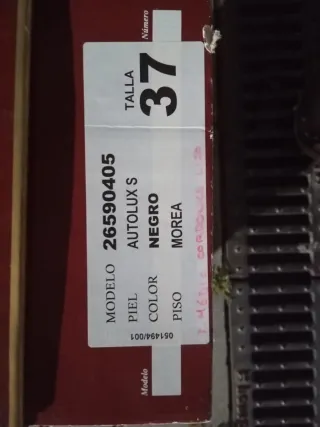 Modelo
Número
MODELO 26590405
PIEL AUTOLUX S
COLOR NEGRO
PISO MOREA
TALLA
37
051494/001